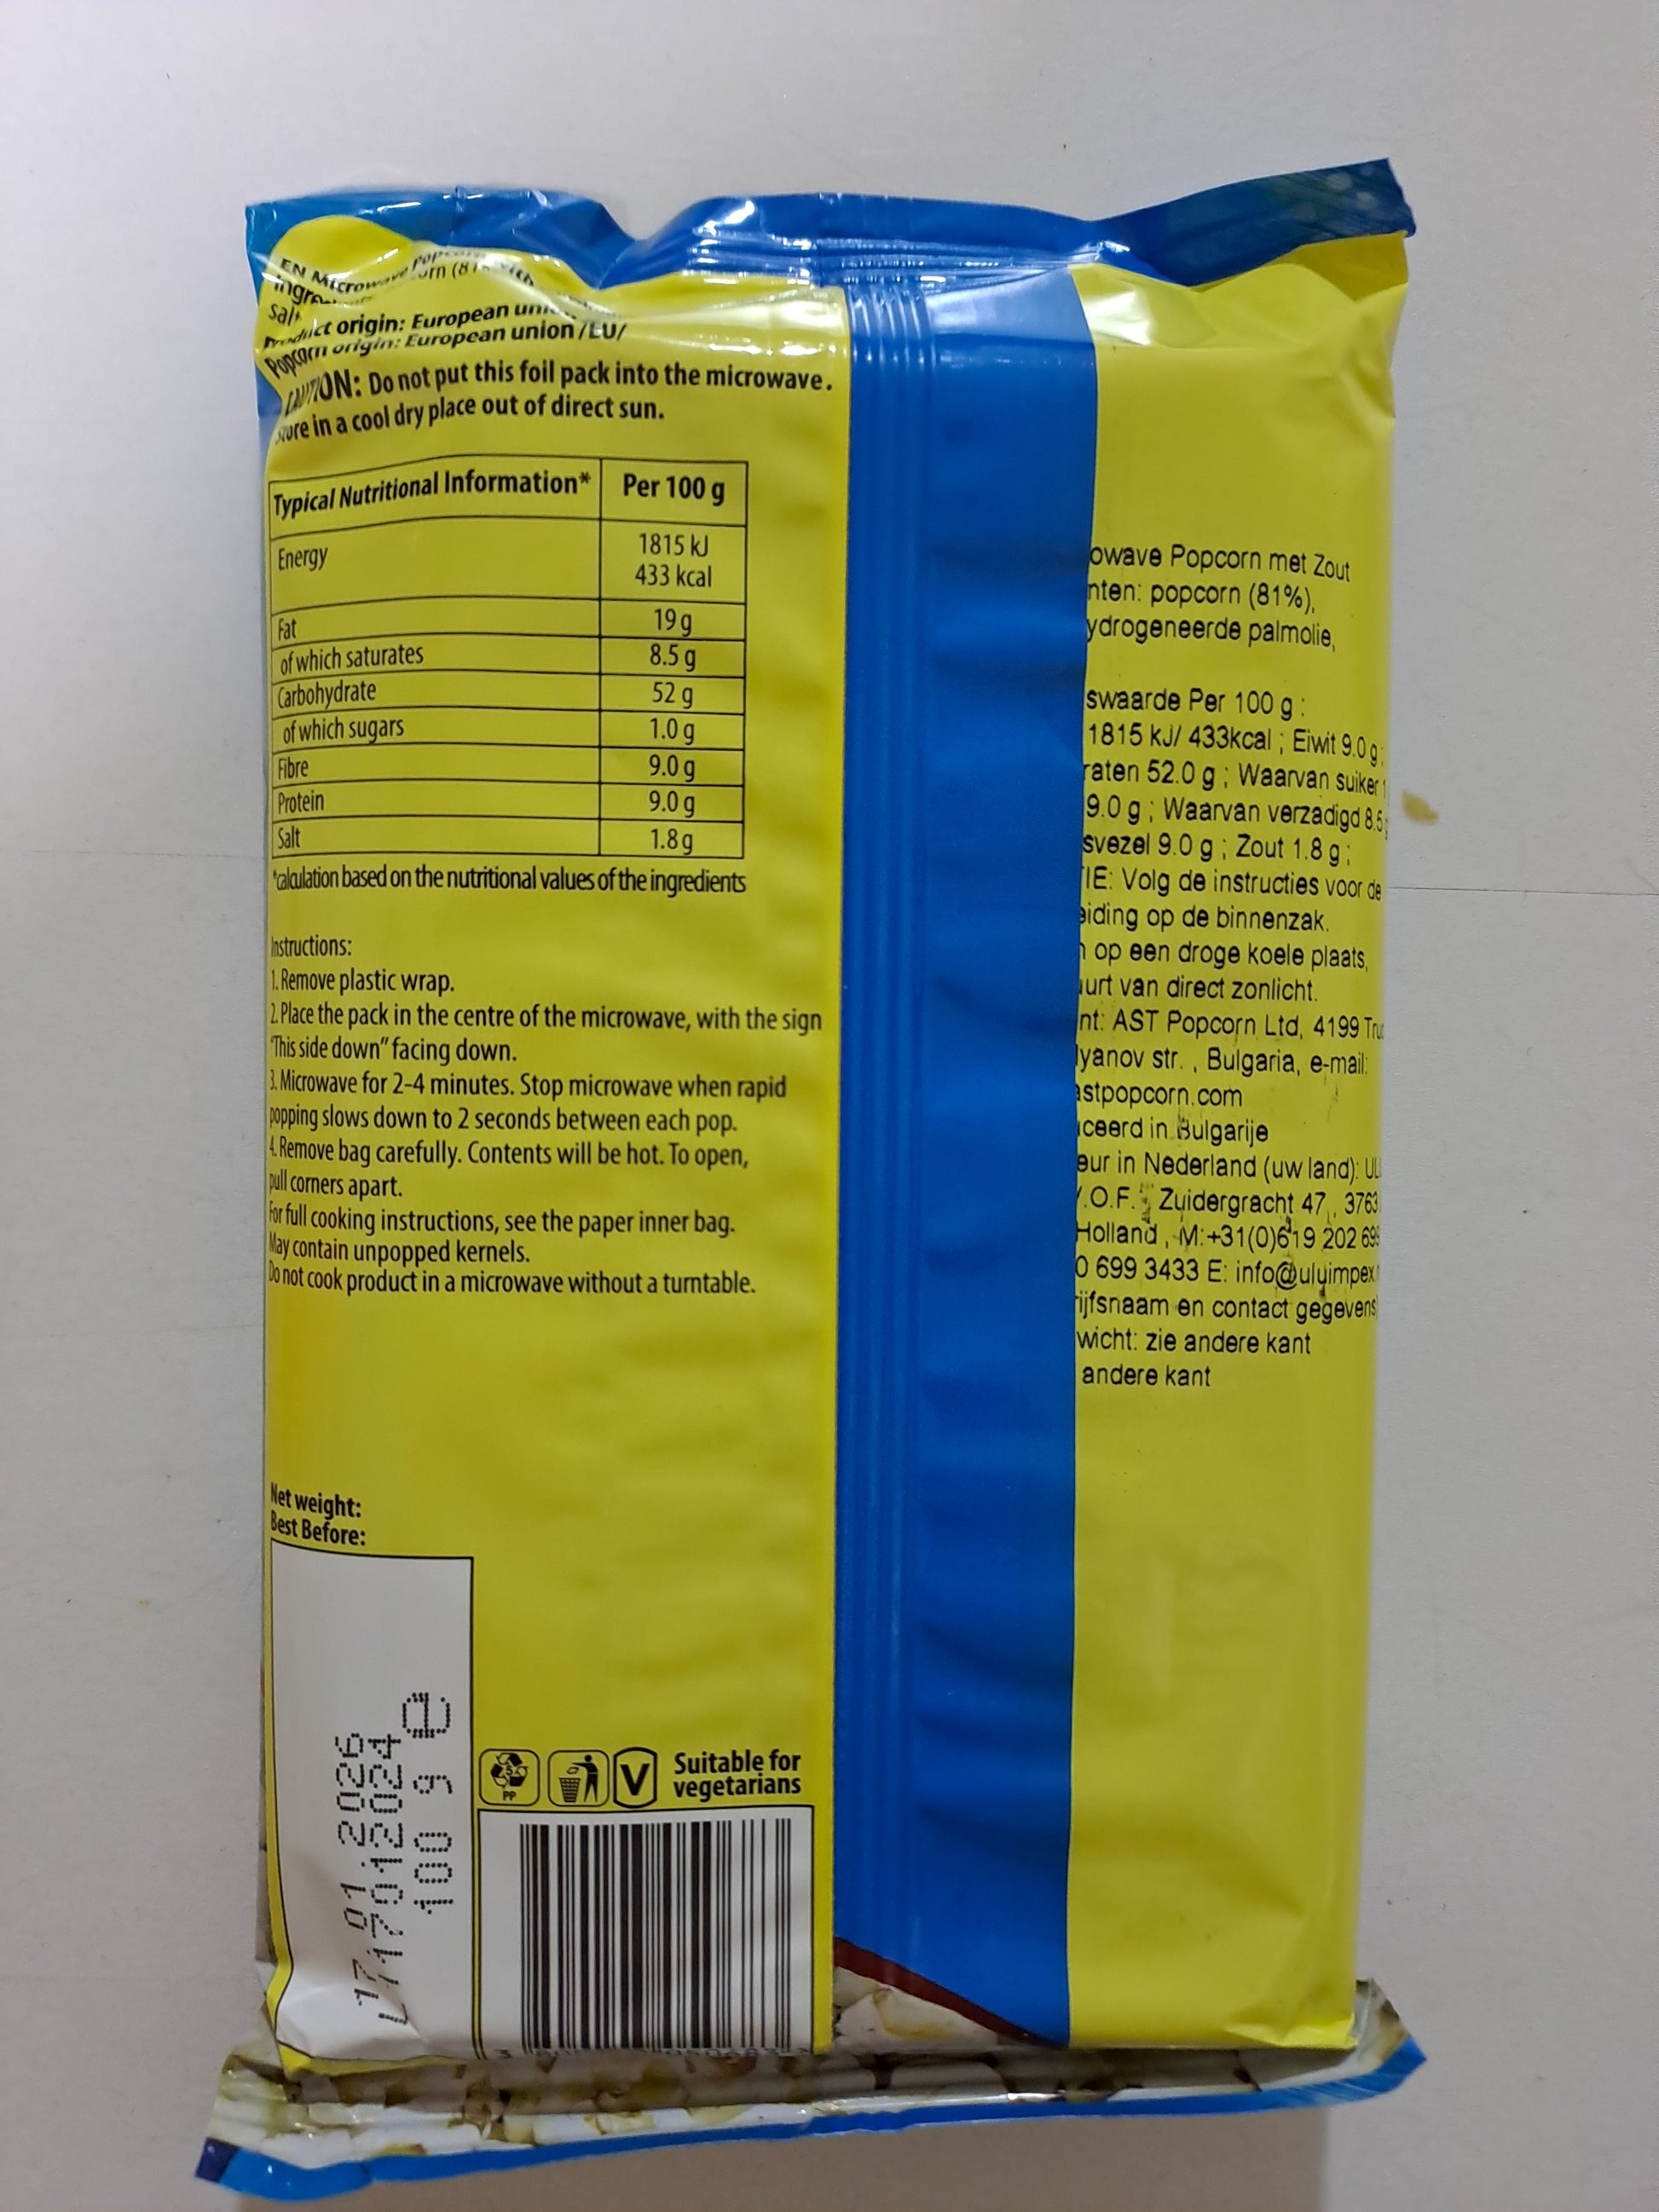 EN Microwave Popcorn with
(81
Sal
Product origin: European union
Popcorn origin: European union /EU/
CAUTION: Do not put this foil pack into the microwave.
Store in a cool dry place out of direct sun.
Typical Nutritional Information* Per 100 g
Energy 1815 kJ
433 kcal
Fat 19 g
of which saturates 8.5 g
Carbohydrate 52 g
of which sugars 1.0 g
Fibre 9.0 g
Protein 9.0 g
Salt 1.8 g
*calculation based on the nutritional values of the ingredients
Instructions:
1. Remove plastic wrap.
2. Place the pack in the centre of the microwave, with the sign
"This side down" facing down.
3. Microwave for 2-4 minutes. Stop microwave when rapid
popping slows down to 2 seconds between each pop.
4. Remove bag carefully. Contents will be hot. To open,
pull corners apart.
For full cooking instructions, see the paper inner bag.
May contain unpopped kernels.
Do not cook product in a microwave without a turntable.
Net weight:
Best Before:
17.01.2026
L17012024
100 g e
5
PP
V
Suitable for
vegetarians
owave Popcorn met Zout
nten: popcorn (81%),
ydrogeneerde palmolie,
swaarde Per 100 g :
1815 kJ/ 433kcal ; Eiwit 9.0 g;
raten 52.0 g ; Waarvan suiker 1
9.0 g ; Waarvan verzadigd 8.5
svezel 9.0 g ; Zout 1.8 g ;
TIE: Volg de instructies voor de
eiding op de binnenzak.
n op een droge koele plaats,
uurt van direct zonlicht.
nt: AST Popcorn Ltd, 4199 Tru
lyanov str. , Bulgaria, e-mail:
astpopcorn.com
ceerd in Bulgarije
eur in Nederland (uw land): UL
.O.F. Zuidergracht 47 , 3763
Holland , M:+31(0)619 202 69
0 699 3433 E: info@uluimpex
rijfsnaam en contact gegevens
wicht: zie andere kant
andere kant